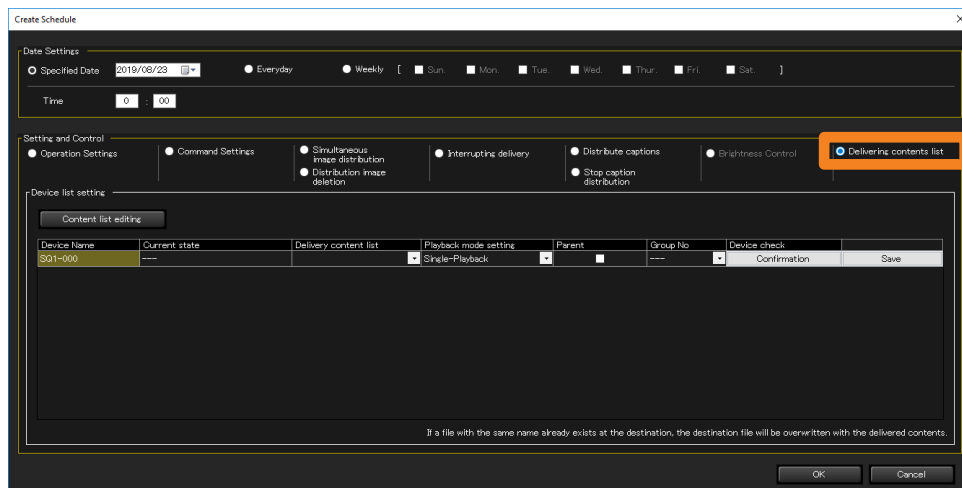 Create Schedule
Date Settings
Specified Date 2019/08/23 Everyday Weekly [ Sun. Mon. Tue. Wed. Thur. Fri. Sat. ]
Time 0 : 00
Setting and Control
Operation Settings
Command Settings
Simultaneous
image distribution
Distribution image
deletion
Interrupting delivery
Distribute captions
Stop caption
distribution
Brightness Control
Delivering contents list
Device list setting
Content list editing
Device Name Current state Delivery content list Playback mode setting Parent Group No Device check
SQ1-000 --- Single-Playback --- Confirmation Save
If a file with the same name already exists at the destination, the destination file will be overwritten with the delivered contents.
OK Cancel